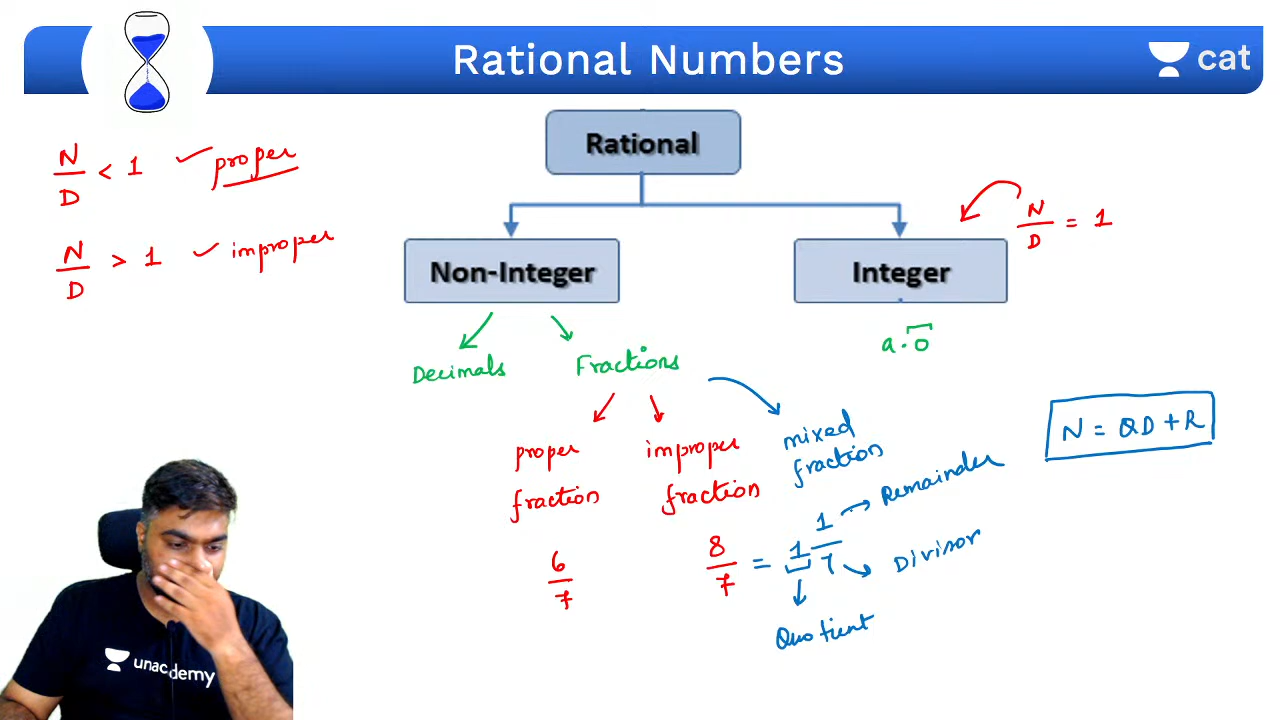 Rational Numbers
cat
Rational
N/D < 1 ✓ proper
N/D > 1 ✓ improper
N/D = 1
Non-Integer
Integer
a.0̅
Decimals
Fractions
proper
fraction
improper
fraction
mixed
fraction
N = QD + R
6/7
8/7 = 1 1/7
Remainder
Divisor
Quotient
unacademy